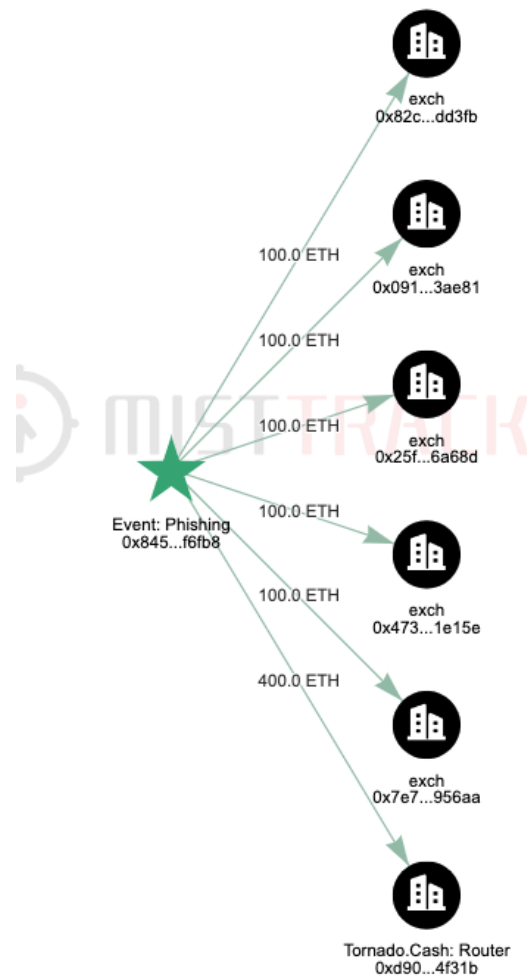 exch
0x82c...dd3fb
100.0 ETH
exch
0x091...3ae81
100.0 ETH
exch
0x25f...6a68d
100.0 ETH
MISTTRACK
Event: Phishing
0x845...f6fb8
100.0 ETH
exch
0x473...1e15e
100.0 ETH
400.0 ETH
exch
0x7e7...956aa
Tornado.Cash: Router
0xd90...4f31b